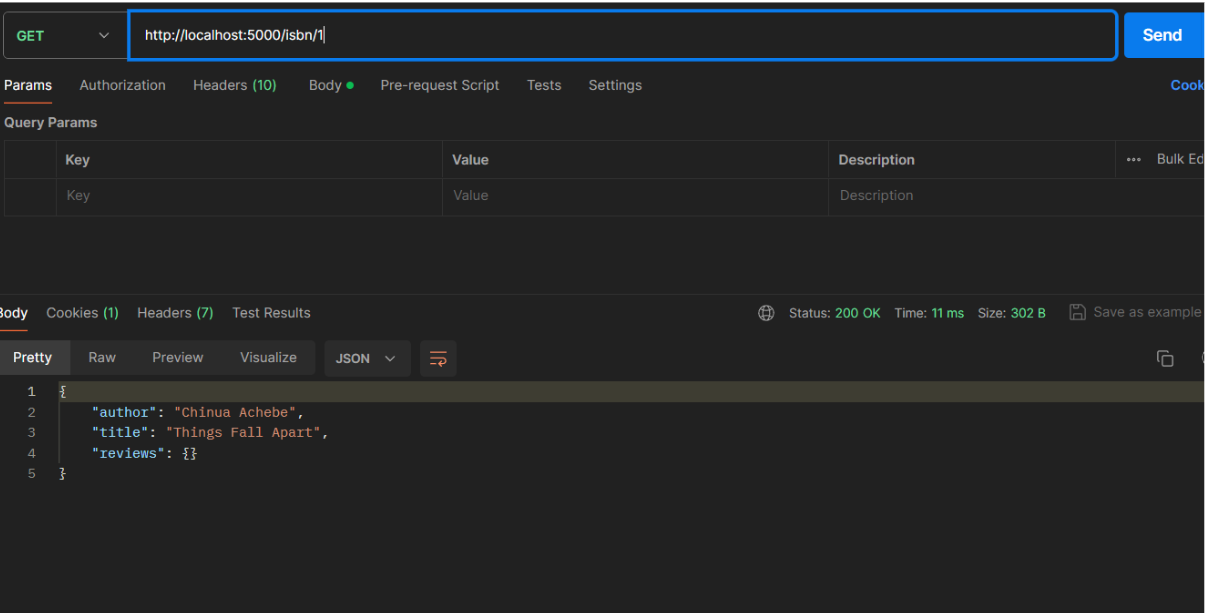 GET http://localhost:5000/isbn/1 Send
Params Authorization Headers (10) Body Pre-request Script Tests Settings Cook
Query Params
Key Value Description Bulk Ed
Key Value Description
Body Cookies (1) Headers (7) Test Results Status: 200 OK Time: 11 ms Size: 302 B Save as example
Pretty Raw Preview Visualize JSON
1 {
2 "author": "Chinua Achebe",
3 "title": "Things Fall Apart",
4 "reviews": {}
5 }